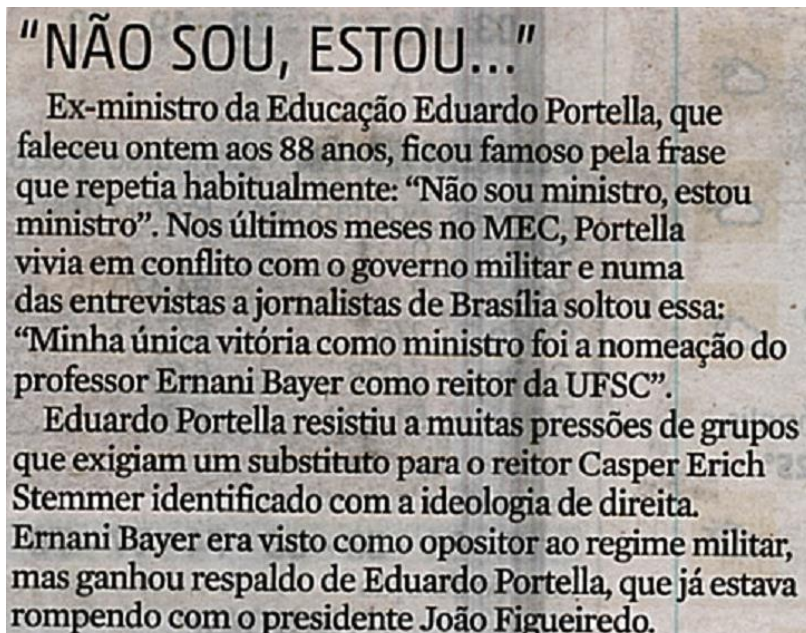 "NÃO SOU, ESTOU..."
Ex-ministro da Educação Eduardo Portella, que
faleceu ontem aos 88 anos, ficou famoso pela frase
que repetia habitualmente: “Não sou ministro, estou
ministro”. Nos últimos meses no MEC, Portella
vivia em conflito com o governo militar e numa
das entrevistas a jornalistas de Brasília soltou essa:
“Minha única vitória como ministro foi a nomeação do
professor Ernani Bayer como reitor da UFSC”.
Eduardo Portella resistiu a muitas pressões de grupos
que exigiam um substituto para o reitor Casper Erich
Stemmer identificado com a ideologia de direita.
Ernani Bayer era visto como opositor ao regime militar,
mas ganhou respaldo de Eduardo Portella, que já estava
rompendo com o presidente João Figueiredo.